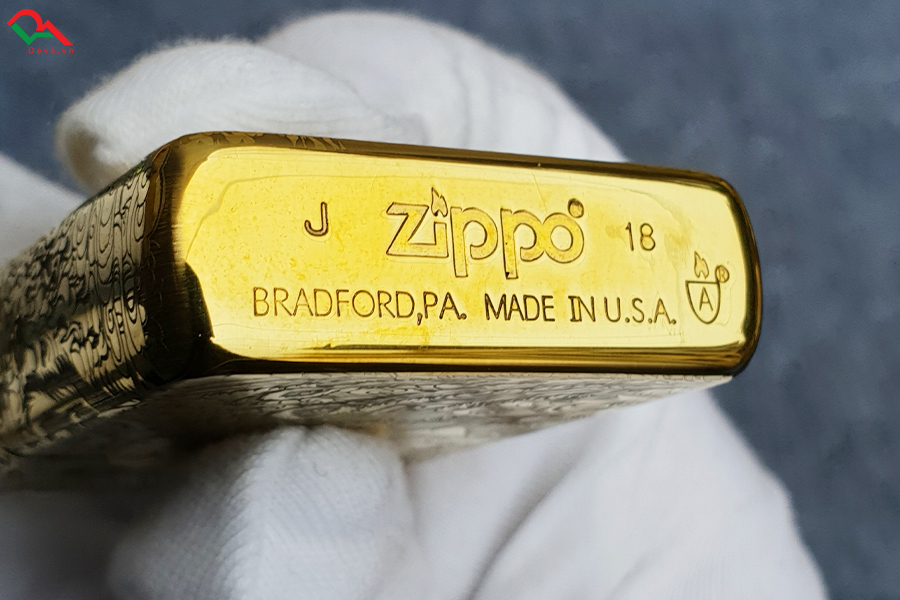 J zippo 18
BRADFORD,PA. MADE IN U.S.A.
A ®